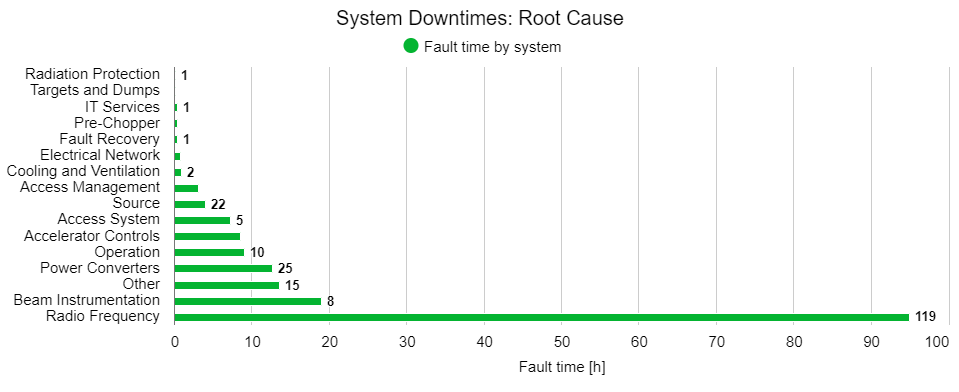 System Downtimes: Root Cause
Fault time by system
Radiation Protection 1
Targets and Dumps
IT Services 1
Pre-Chopper
Fault Recovery 1
Electrical Network
Cooling and Ventilation 2
Access Management
Source 22
Access System 5
Accelerator Controls
Operation 10
Power Converters 25
Other 15
Beam Instrumentation 8
Radio Frequency 119
0 10 20 30 40 50 60 70 80 90 100
Fault time [h]